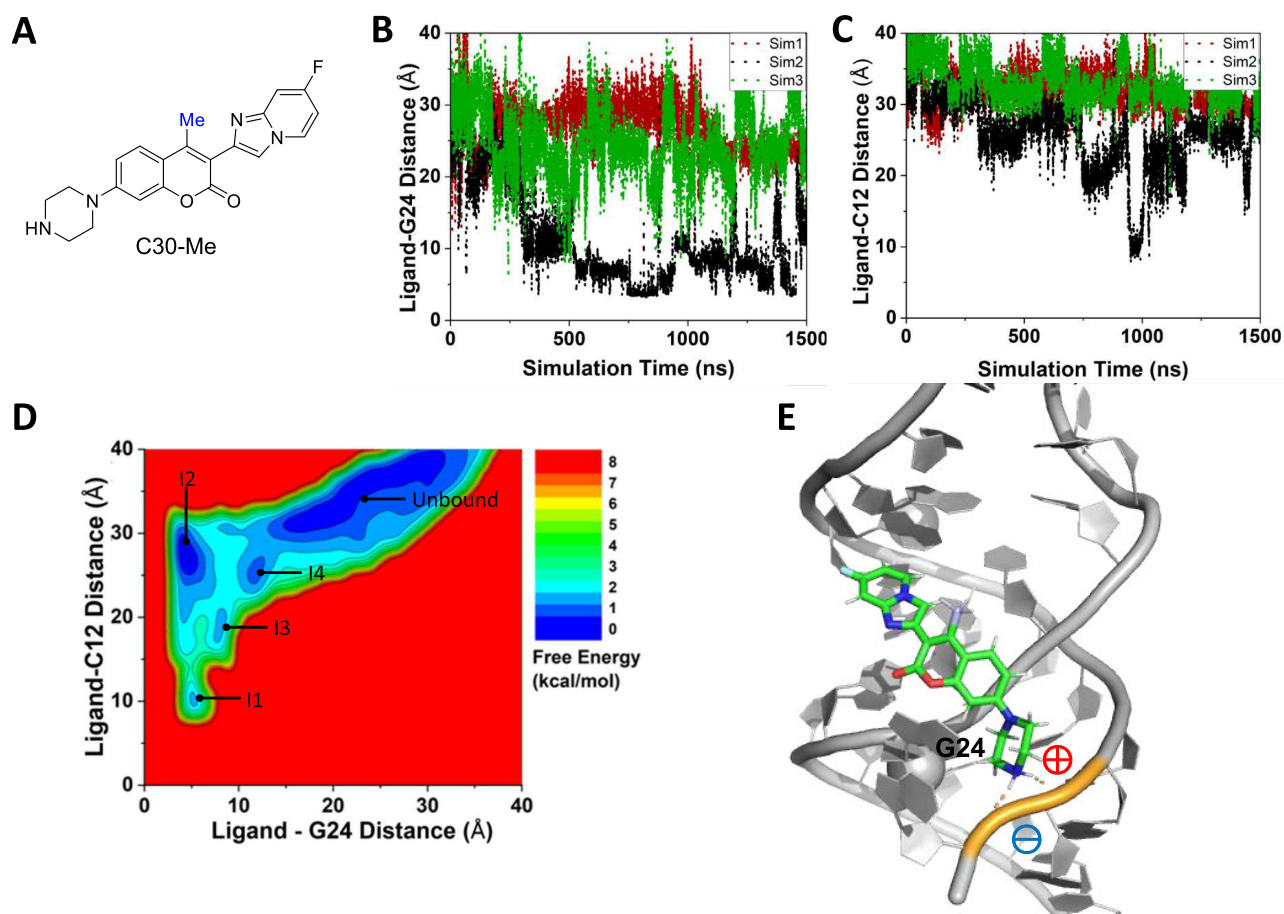 A
F
Me
N
N
N
O
O
HN
C30-Me
B
40
30
20
10
0
0
500
1000
1500
Ligand-G24 Distance (Å)
Simulation Time (ns)
Sim1
Sim2
Sim3
C
40
30
20
10
0
0
500
1000
1500
Ligand-C12 Distance (Å)
Simulation Time (ns)
Sim1
Sim2
Sim3
D
40
30
20
10
0
0
10
20
30
40
Ligand-C12 Distance (Å)
Ligand - G24 Distance (Å)
I2
Unbound
I4
I3
I1
8
7
6
5
4
3
2
1
0
Free Energy
(kcal/mol)
E
G24